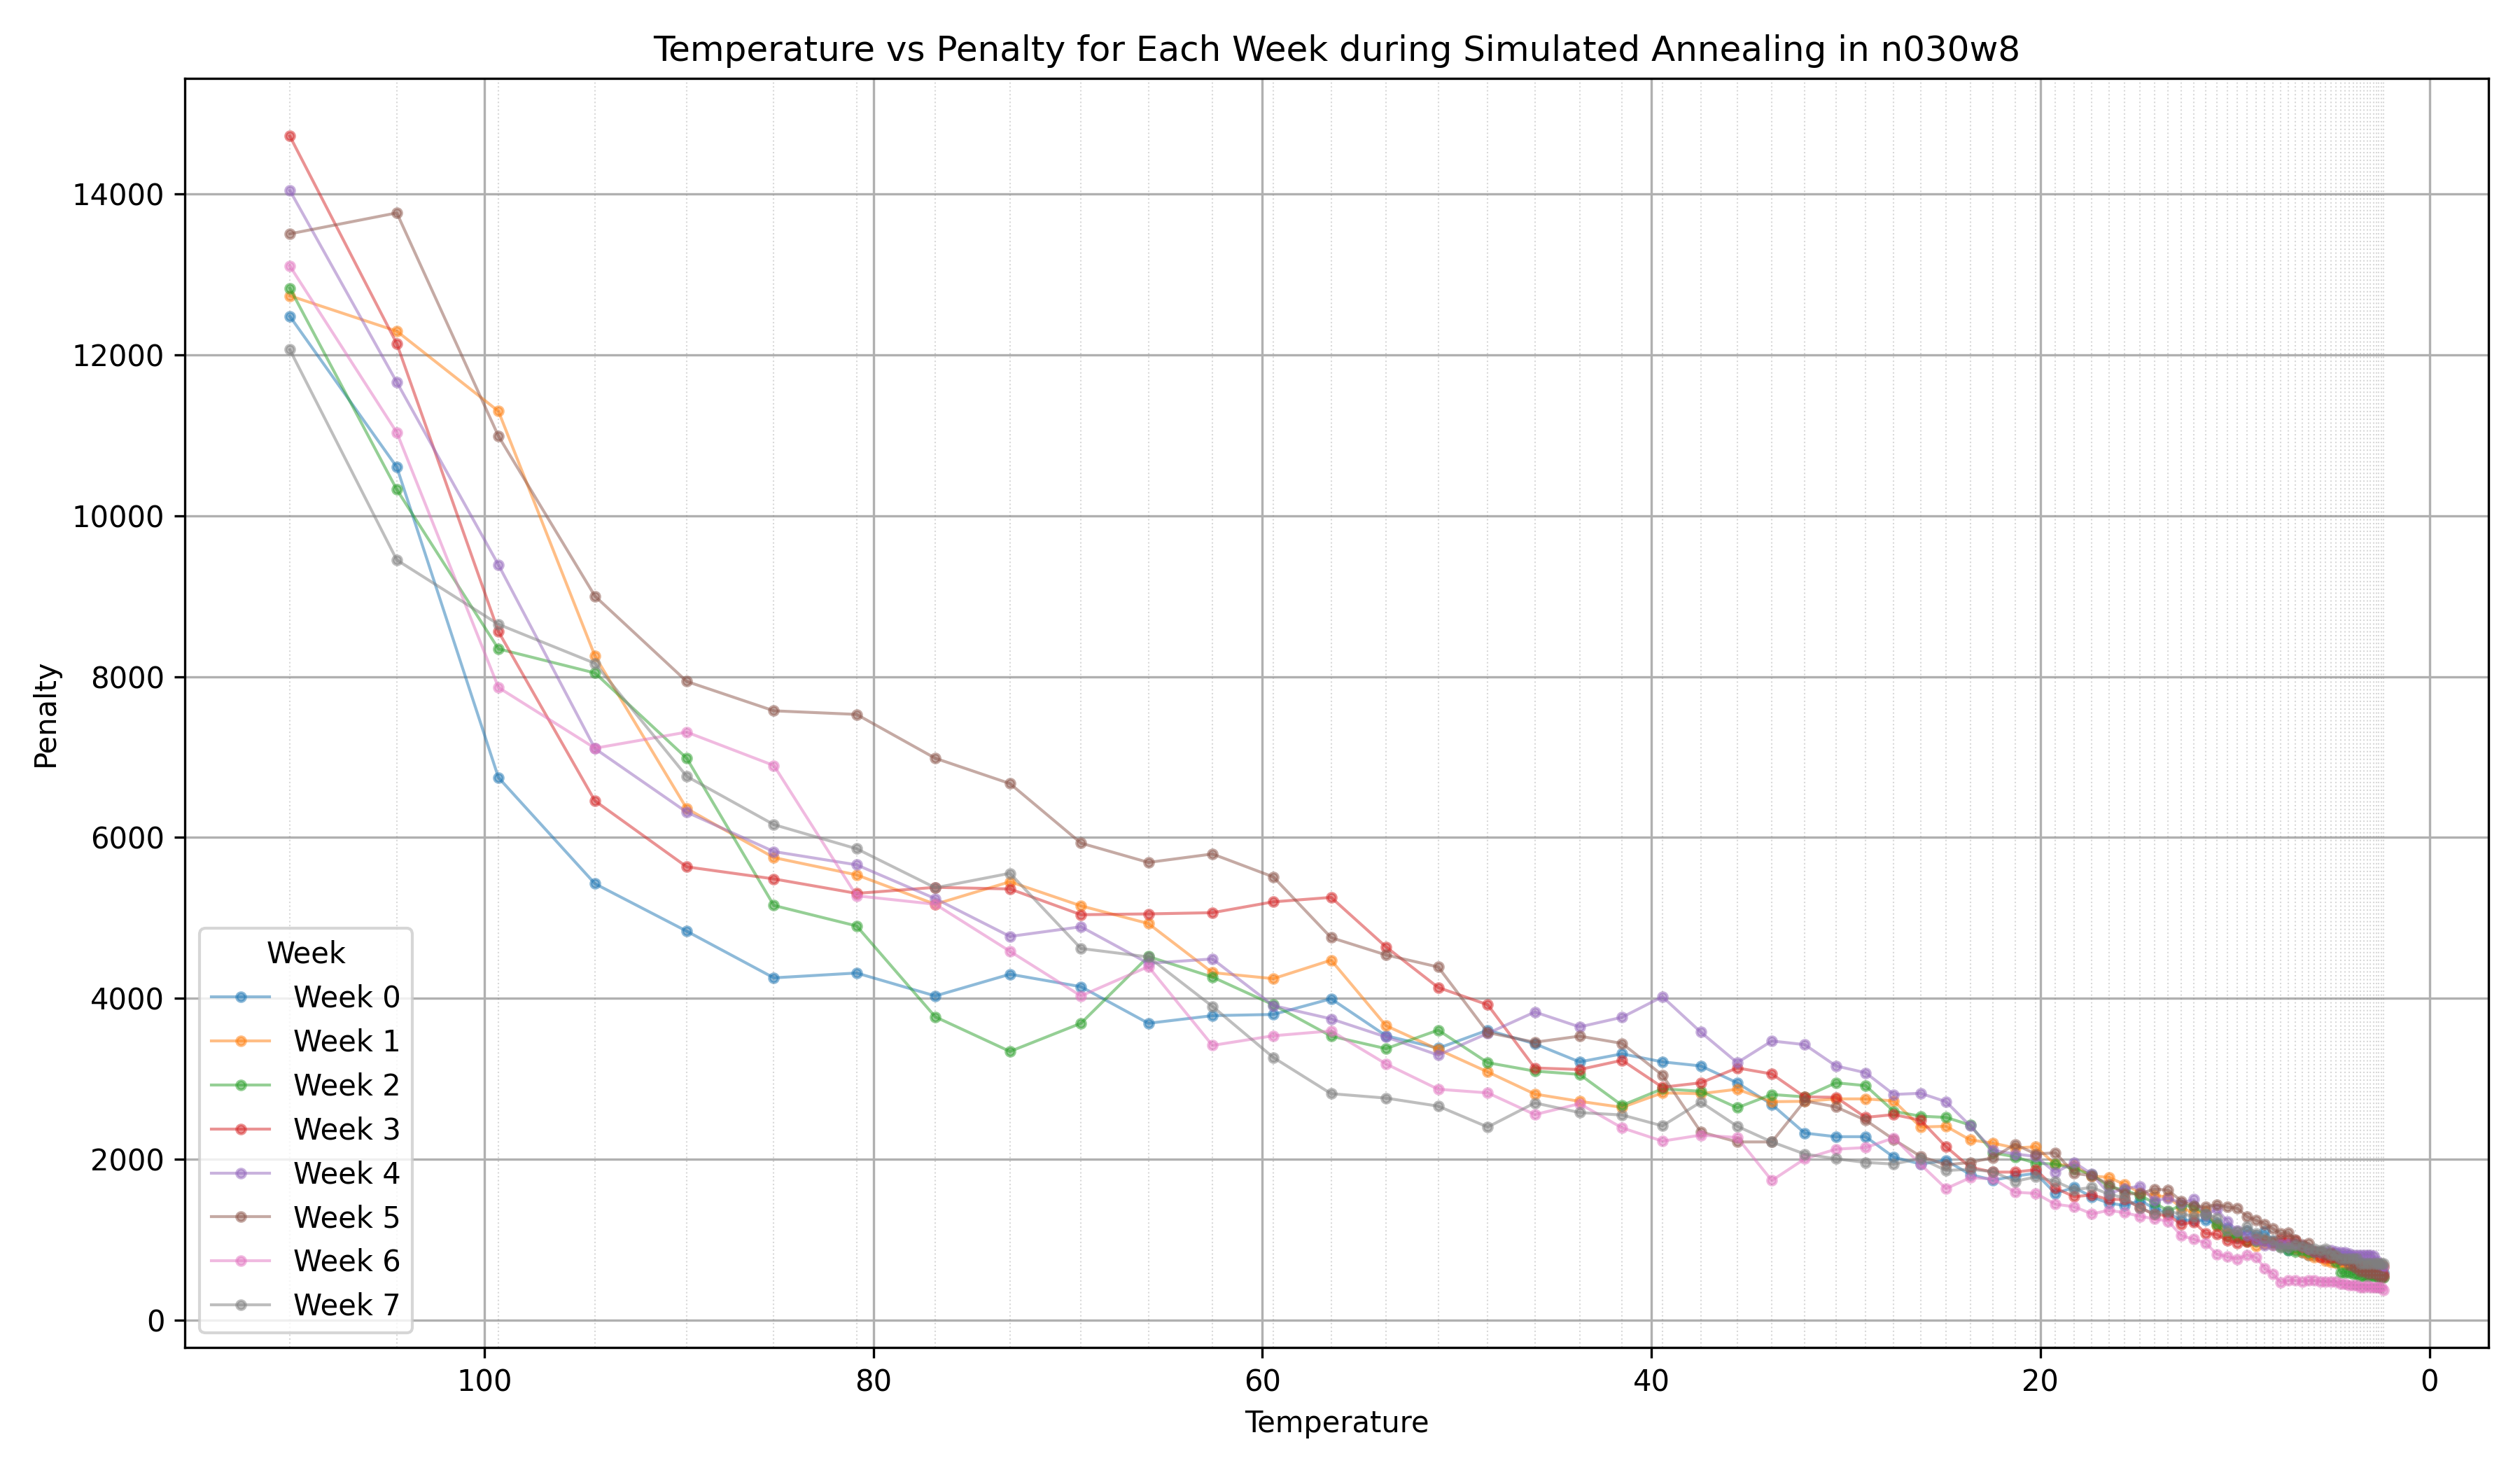 Temperature vs Penalty for Each Week during Simulated Annealing in n030w8
Penalty
14000
12000
10000
8000
6000
4000
2000
0
Week
Week 0
Week 1
Week 2
Week 3
Week 4
Week 5
Week 6
Week 7
100 80 60 40 20 0
Temperature